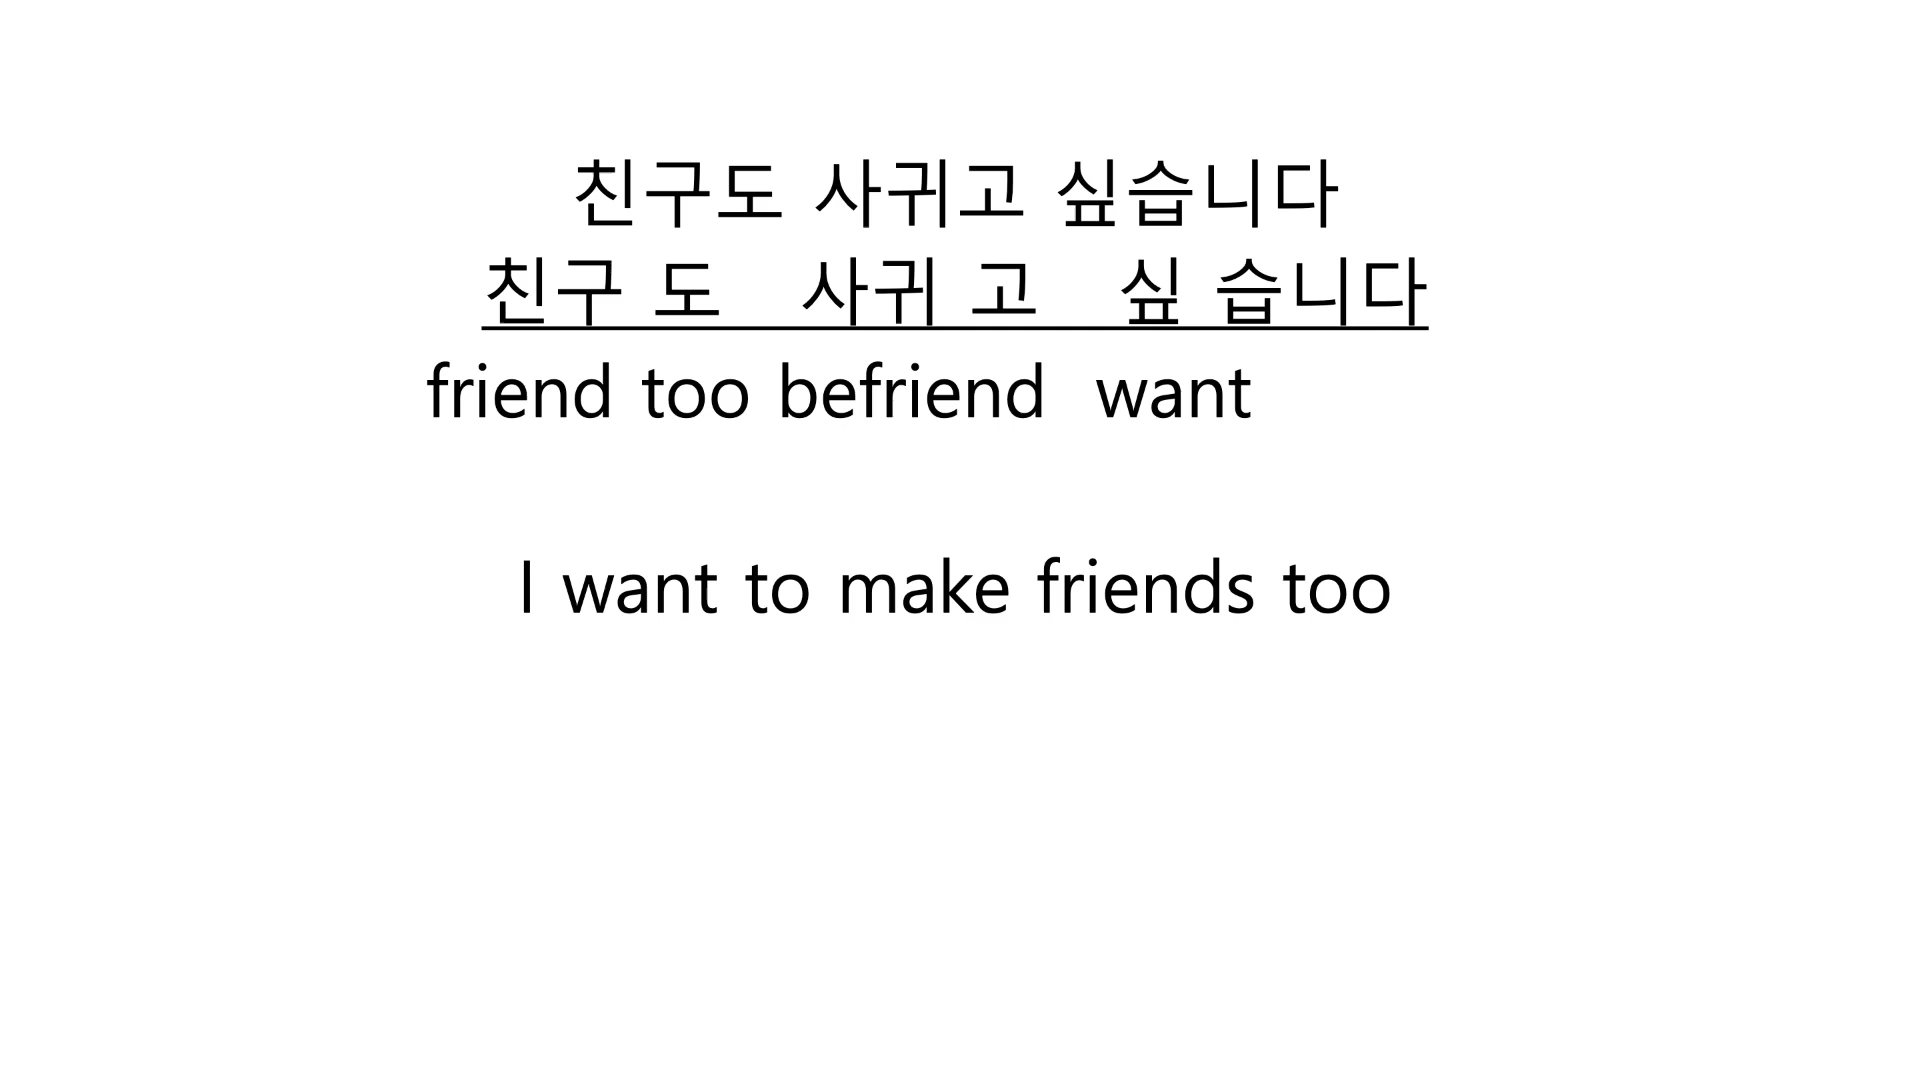 친구도 사귀고 싶습니다
친구 도 사귀 고 싶 습니다
friend too befriend want
I want to make friends too